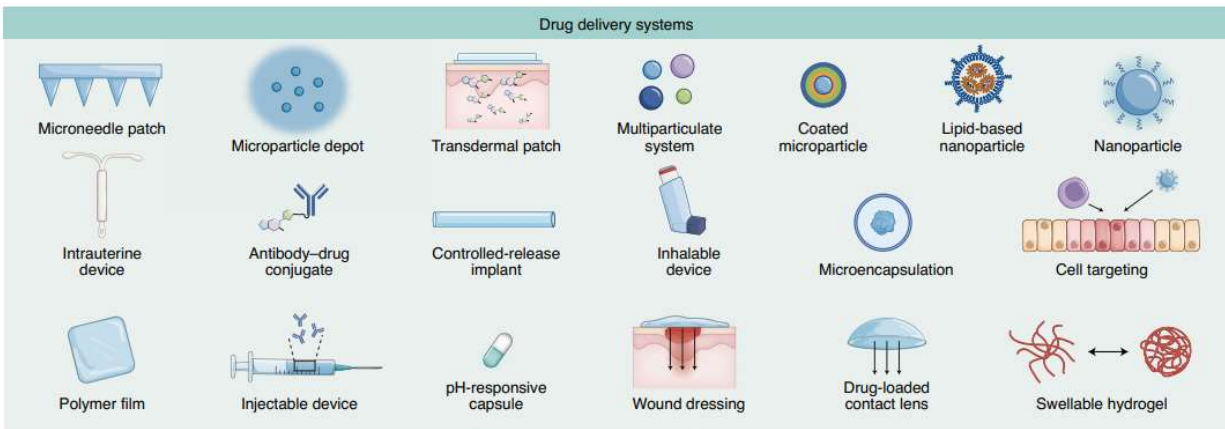 Drug delivery systems
Microneedle patch
Microparticle depot
Transdermal patch
Multiparticulate
system
Coated
microparticle
Lipid-based
nanoparticle
Nanoparticle
Intrauterine
device
Antibody–drug
conjugate
Controlled-release
implant
Inhalable
device
Microencapsulation
Cell targeting
Polymer film
Injectable device
pH-responsive
capsule
Wound dressing
Drug-loaded
contact lens
Swellable hydrogel